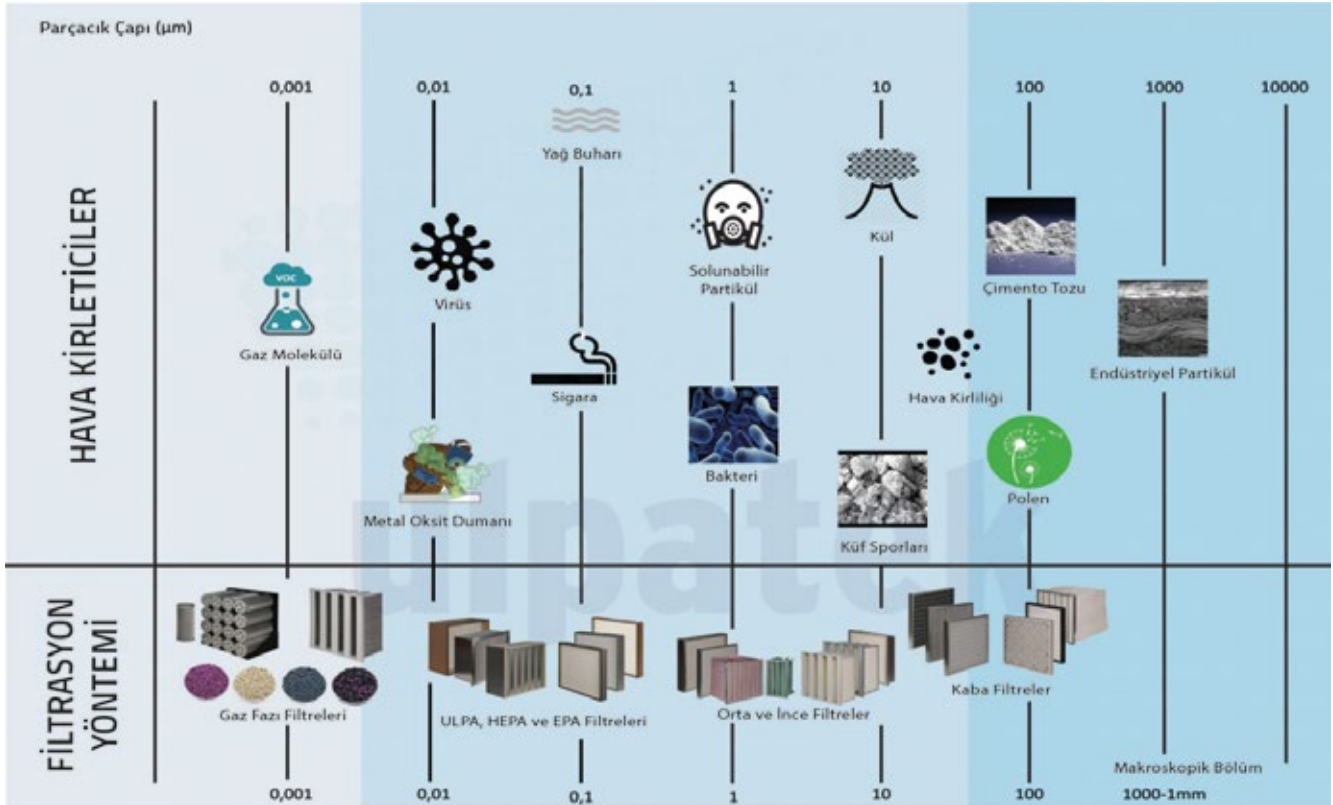 Parçacık Çapı (µm)
0,001
0,01
0,1
1
10
100
1000
10000
HAVA KİRLETİCİLER
Yağ Buharı
Kül
Solunabilir
Partikül
Çimento Tozu
VOC
Virüs
Gaz Molekülü
Sigara
Hava Kirliliği
Endüstriyel Partikül
Bakteri
Polen
Metal Oksit Dumanı
Küf Sporları
ulpatek
FİLTRASYON
YÖNTEMİ
Gaz Fazı Filtreleri
ULPA, HEPA ve EPA Filtreleri
Orta ve İnce Filtreler
Kaba Filtreler
Makroskopik Bölüm
0,001
0,01
0,1
1
10
100
1000-1mm